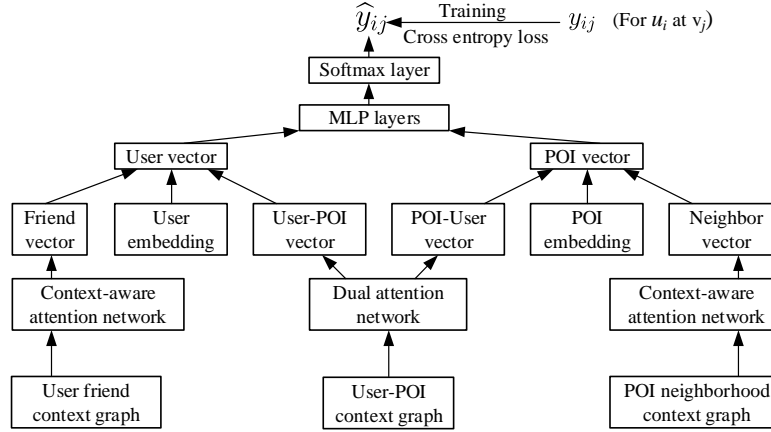 ŷij Training yij (For ui at vj)
Cross entropy loss
Softmax layer
MLP layers
User vector
POI vector
Friend
vector
User
embedding
User-POI
vector
POI-User
vector
POI
embedding
Neighbor
vector
Context-aware
attention network
Dual attention
network
Context-aware
attention network
User friend
context graph
User-POI
context graph
POI neighborhood
context graph